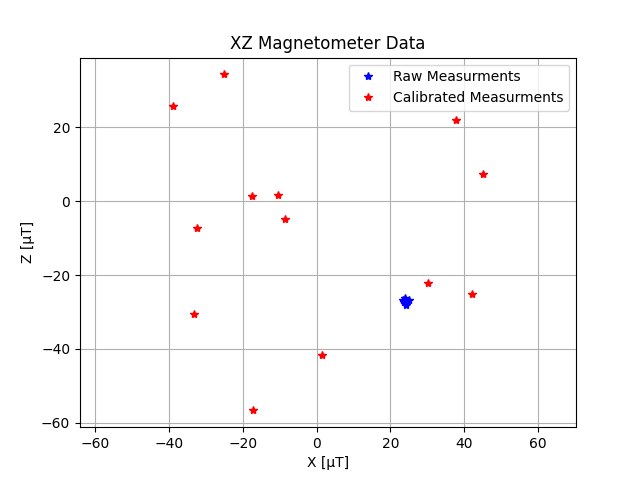 XZ Magnetometer Data
Raw Measurments
Calibrated Measurments
20
0
−20
−40
−60
Z [µT]
−60
−40
−20
0
20
40
60
X [µT]